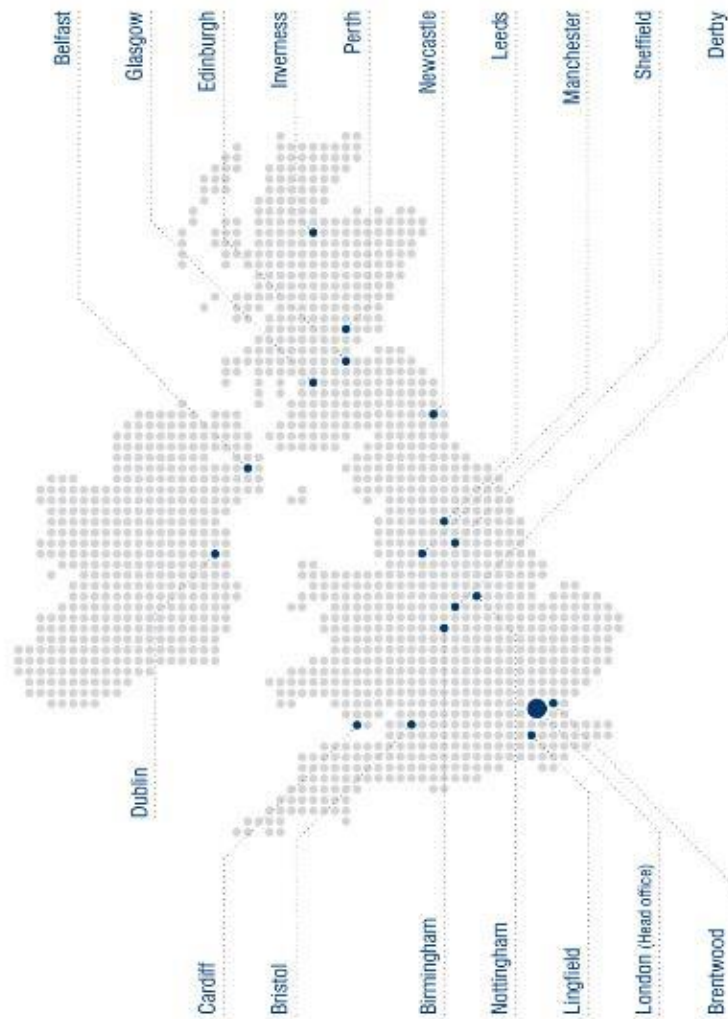 Belfast
Glasgow
Edinburgh
Inverness
Perth
Newcastle
Leeds
Manchester
Sheffield
Derby
Dublin
Cardiff
Bristol
Birmingham
Nottingham
Lingfield
London (Head office)
Brentwood